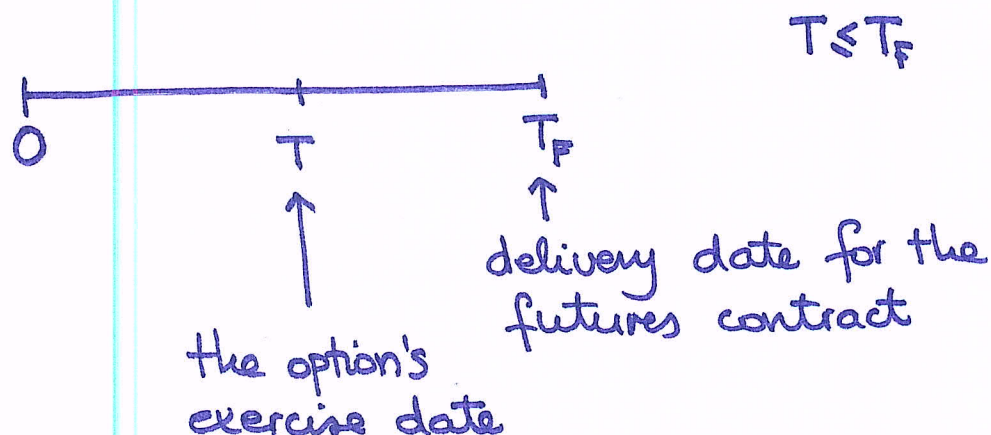 T ≤ T_F
0 T T_F
↑ ↑
delivery date for the
futures contract
the option's
exercise date